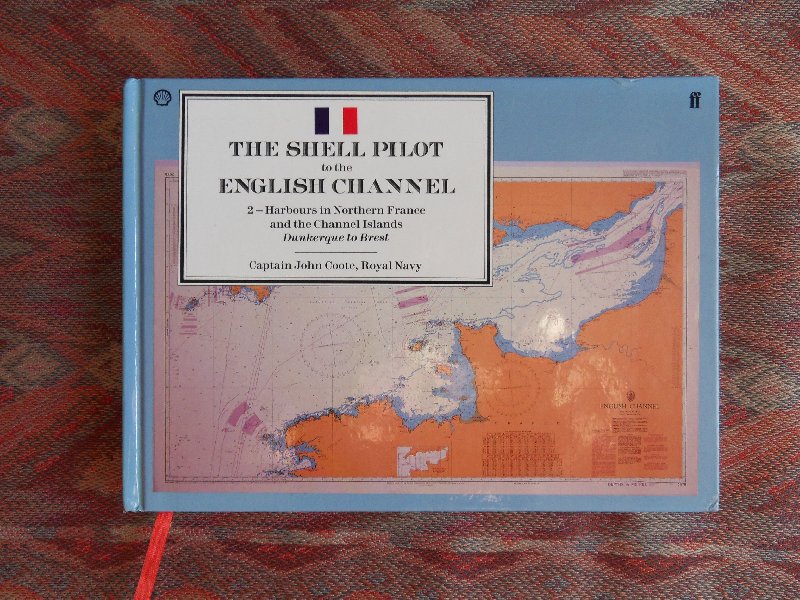 ff
THE SHELL PILOT
to the
ENGLISH CHANNEL
2 – Harbours in Northern France
and the Channel Islands
Dunkerque to Brest
Captain John Coote, Royal Navy
ENGLISH CHANNEL